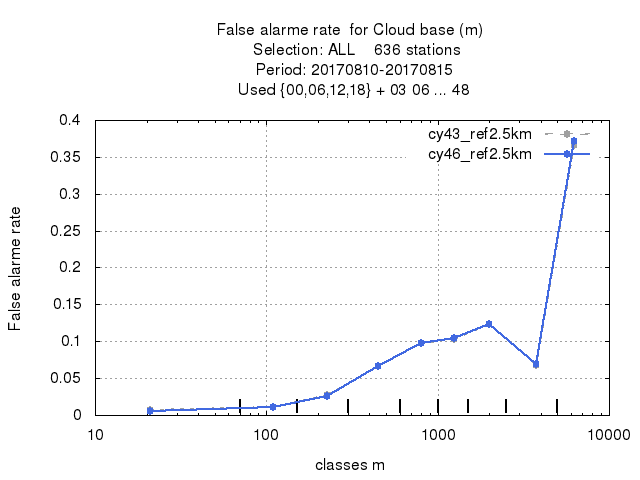 False alarme rate  for Cloud base (m)
Selection: ALL    636 stations
Period: 20170810-20170815
Used {00,06,12,18} + 03 06 ... 48
cy43_ref2.5km
cy46_ref2.5km
0.4
0.35
0.3
0.25
0.2
0.15
0.1
0.05
0
False alarme rate
10 100 1000 10000
classes m